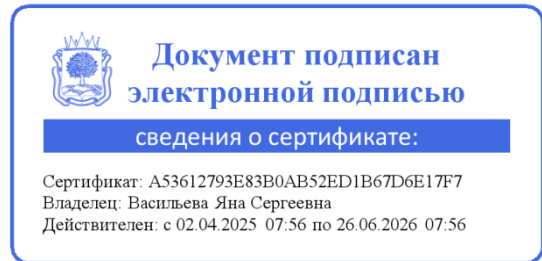 Документ подписан
электронной подписью
сведения о сертификате:
Сертификат: A53612793E83B0AB52ED1B67D6E17F7
Владелец: Васильева Яна Сергеевна
Действителен: с 02.04.2025 07:56 по 26.06.2026 07:56